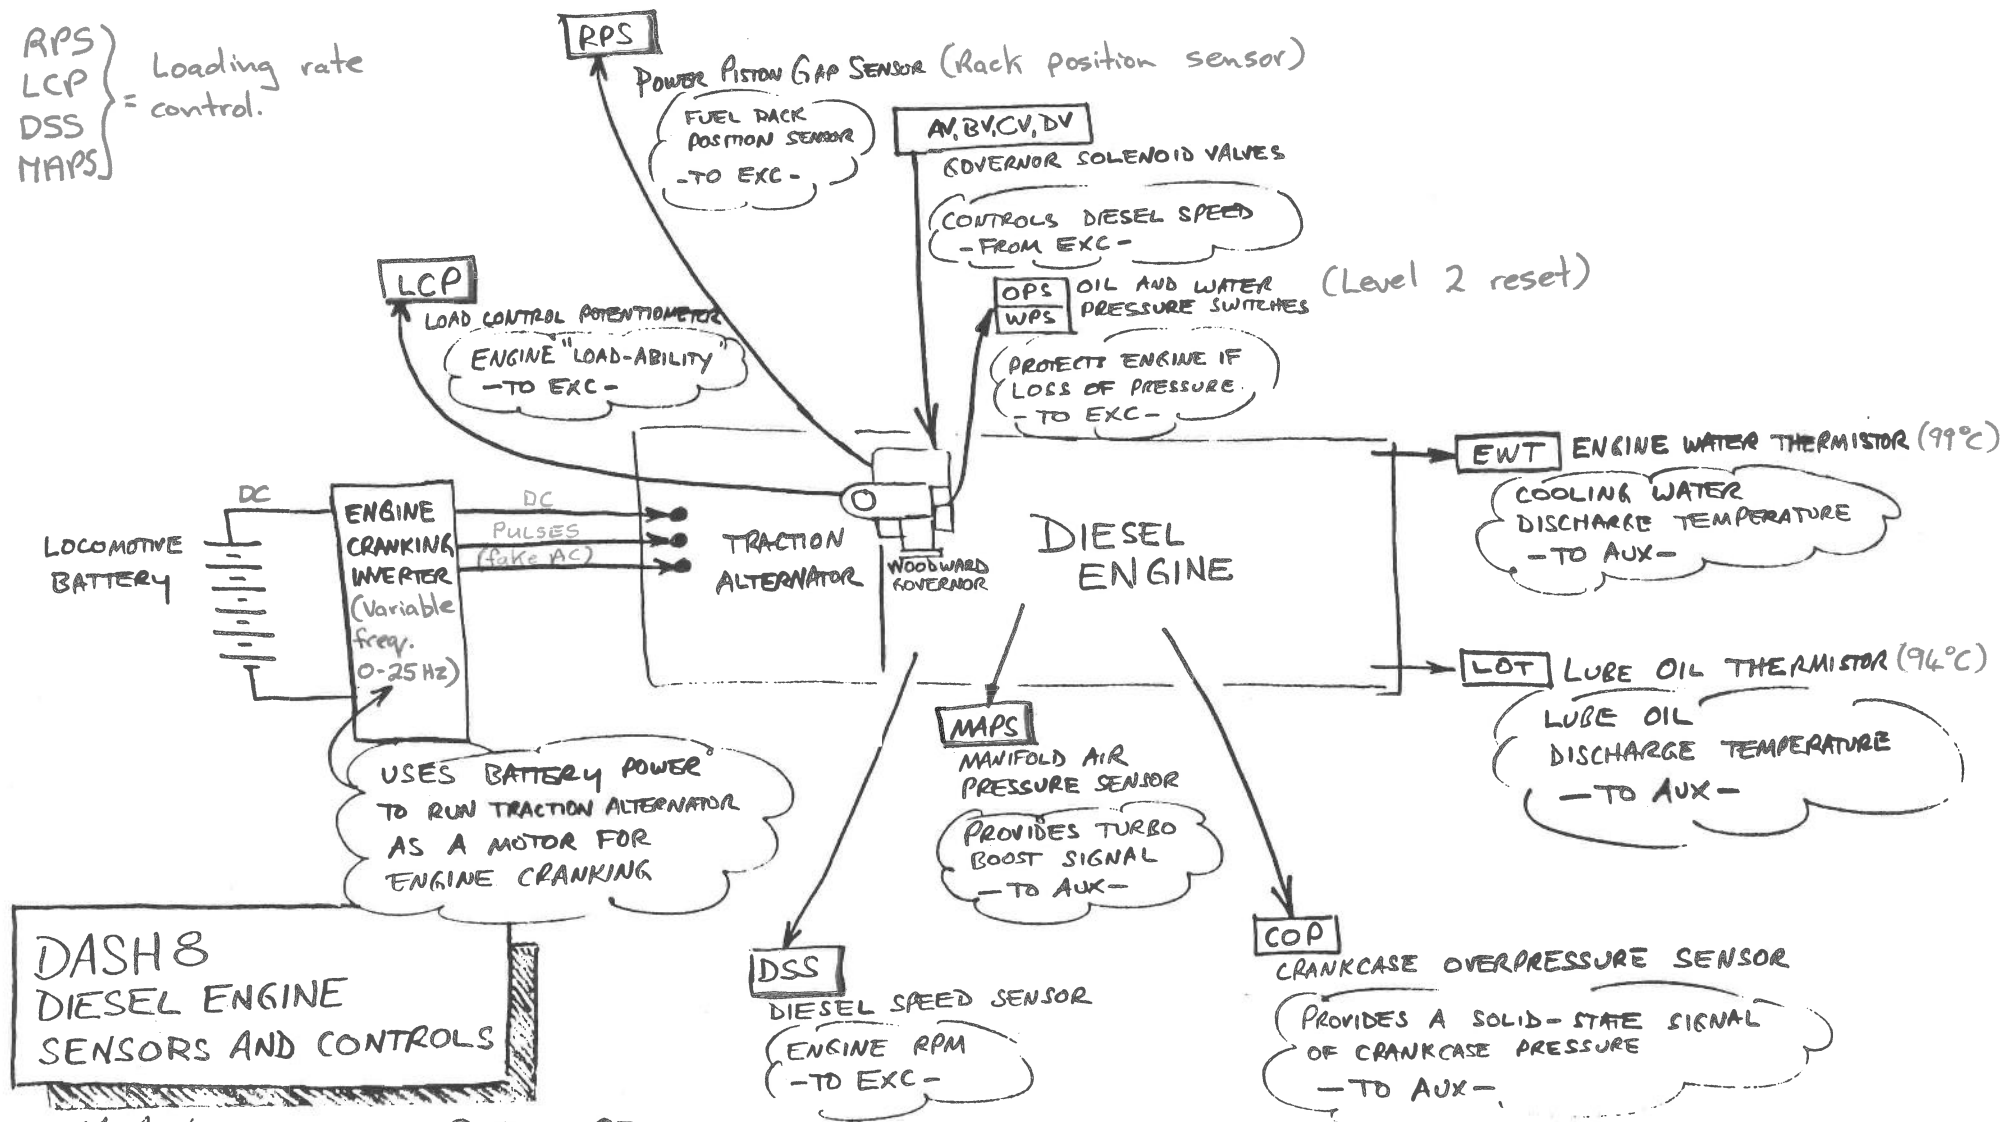 RPS
LCP
DSS
MAPS
= Loading rate
control.
RPS
POWER PISTON GAP SENSOR (Rack position sensor)
FUEL RACK
POSITION SENSOR
-TO EXC-
AV, BV, CV, DV
GOVERNOR SOLENOID VALVES
CONTROLS DIESEL SPEED
-FROM EXC-
LCP
LOAD CONTROL POTENTIOMETER
ENGINE "LOAD-ABILITY"
-TO EXC-
OPS
WPS
OIL AND WATER
PRESSURE SWITCHES
(Level 2 reset)
PROTECTS ENGINE IF
LOSS OF PRESSURE.
-TO EXC-
EWT
ENGINE WATER THERMISTOR (99°C)
COOLING WATER
DISCHARGE TEMPERATURE
-TO AUX-
LOCOMOTIVE
BATTERY
DC
ENGINE
CRANKING
INVERTER
(Variable
freq.
0-25Hz)
DC
PULSES
(fake AC)
TRACTION
ALTERNATOR
WOODWARD
GOVERNOR
DIESEL
ENGINE
LOT
LUBE OIL THERMISTOR (94°C)
LUBE OIL
DISCHARGE TEMPERATURE
-TO AUX-
USES BATTERY POWER
TO RUN TRACTION ALTERNATOR
AS A MOTOR FOR
ENGINE CRANKING
MAPS
MANIFOLD AIR
PRESSURE SENSOR
PROVIDES TURBO
BOOST SIGNAL
-TO AUX-
DSS
DIESEL SPEED SENSOR
ENGINE RPM
-TO EXC-
COP
CRANKCASE OVERPRESSURE SENSOR
PROVIDES A SOLID-STATE SIGNAL
OF CRANKCASE PRESSURE
-TO AUX-
DASH 8
DIESEL ENGINE
SENSORS AND CONTROLS